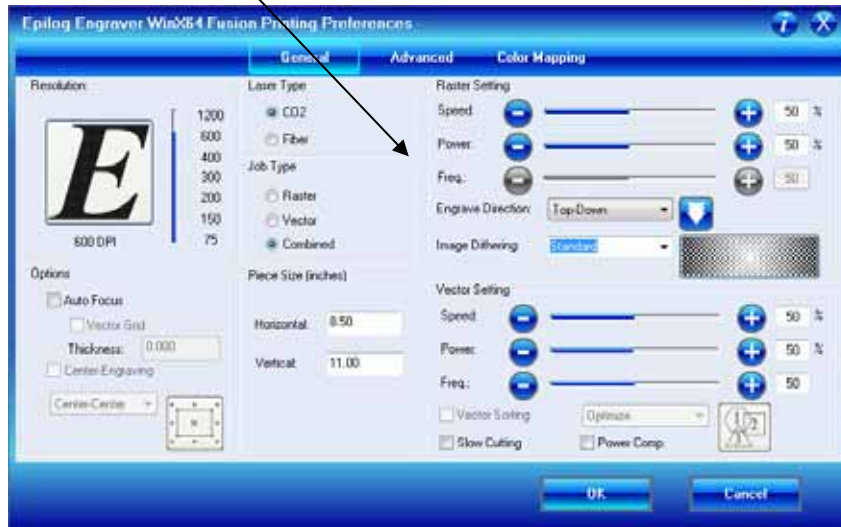 Epilog Engraver WinX64 Fusion Printing Preferences
General Advanced Color Mapping
Resolution
E
1200
600
400
300
200
150
75
600 DPI
Options
Auto Focus
Vector Grid
Thickness: 0.000
Center-Engraving
Center-Center
Laser Type
CO2
Fiber
Job Type
Raster
Vector
Combined
Piece Size (inches)
Horizontal: 8.50
Vertical: 11.00
Raster Setting
Speed 50 %
Power: 50 %
Freq.: 50
Engrave Direction: Top-Down
Image Dithering: Standard
Vector Setting
Speed 50 %
Power: 50 %
Freq.: 50
Vector Sorting Optimize
1 2
Slow Cutting Power Comp.
OK Cancel